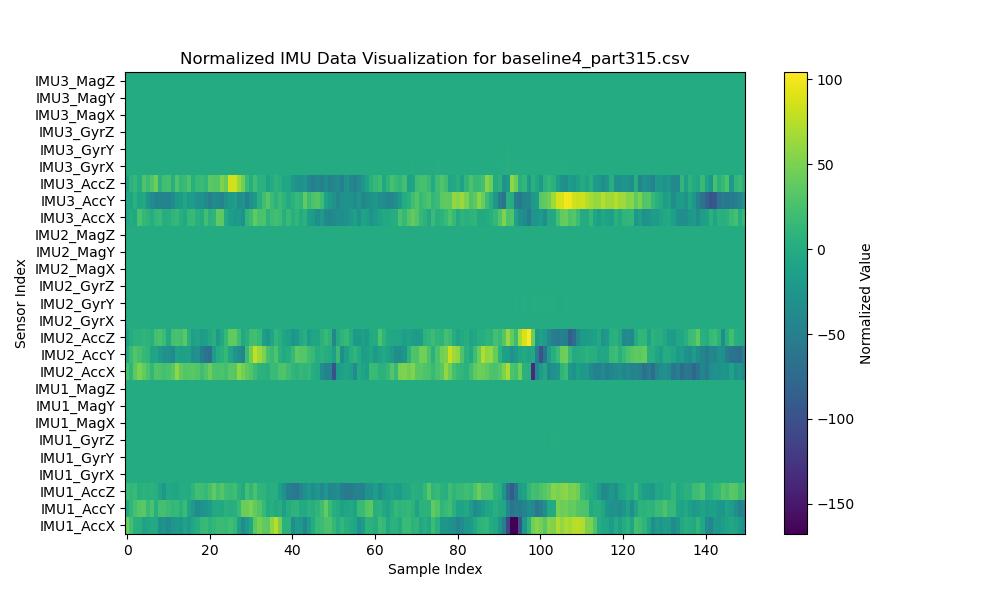 Normalized IMU Data Visualization for baseline4_part315.csv
IMU3_MagZ
IMU3_MagY
IMU3_MagX
IMU3_GyrZ
IMU3_GyrY
IMU3_GyrX
IMU3_AccZ
IMU3_AccY
IMU3_AccX
IMU2_MagZ
IMU2_MagY
IMU2_MagX
IMU2_GyrZ
IMU2_GyrY
IMU2_GyrX
IMU2_AccZ
IMU2_AccY
IMU2_AccX
IMU1_MagZ
IMU1_MagY
IMU1_MagX
IMU1_GyrZ
IMU1_GyrY
IMU1_GyrX
IMU1_AccZ
IMU1_AccY
IMU1_AccX
Sensor Index
0 20 40 60 80 100 120 140
Sample Index
100
50
0
−50
−100
−150
Normalized Value